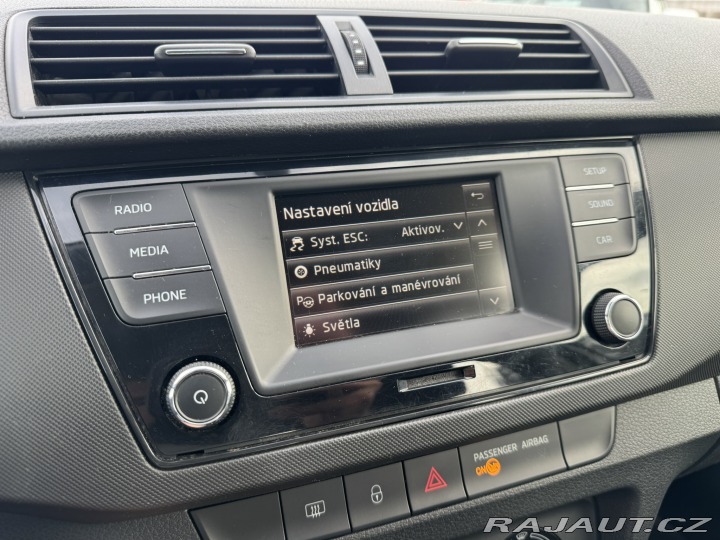 RADIO
MEDIA
PHONE
Nastavení vozidla
Syst. ESC: Aktivov.
Pneumatiky
Parkování a manévrování
Světla
SETUP
SOUND
CAR
PASSENGER AIRBAG
ON
RAJAUT.CZ